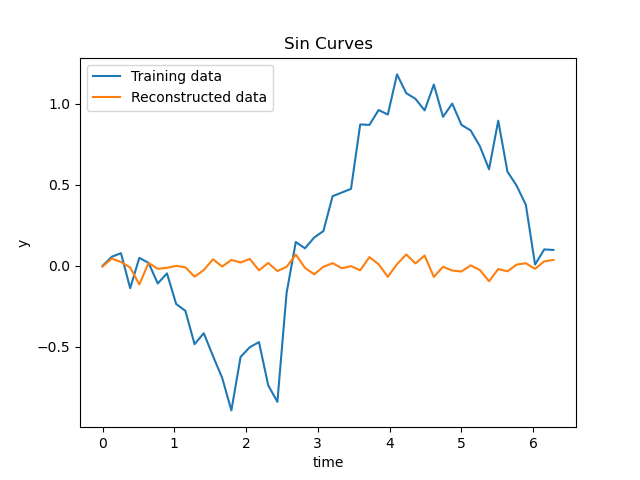 Sin Curves
Training data
Reconstructed data
1.0
0.5
0.0
−0.5
y
0
1
2
3
4
5
6
time